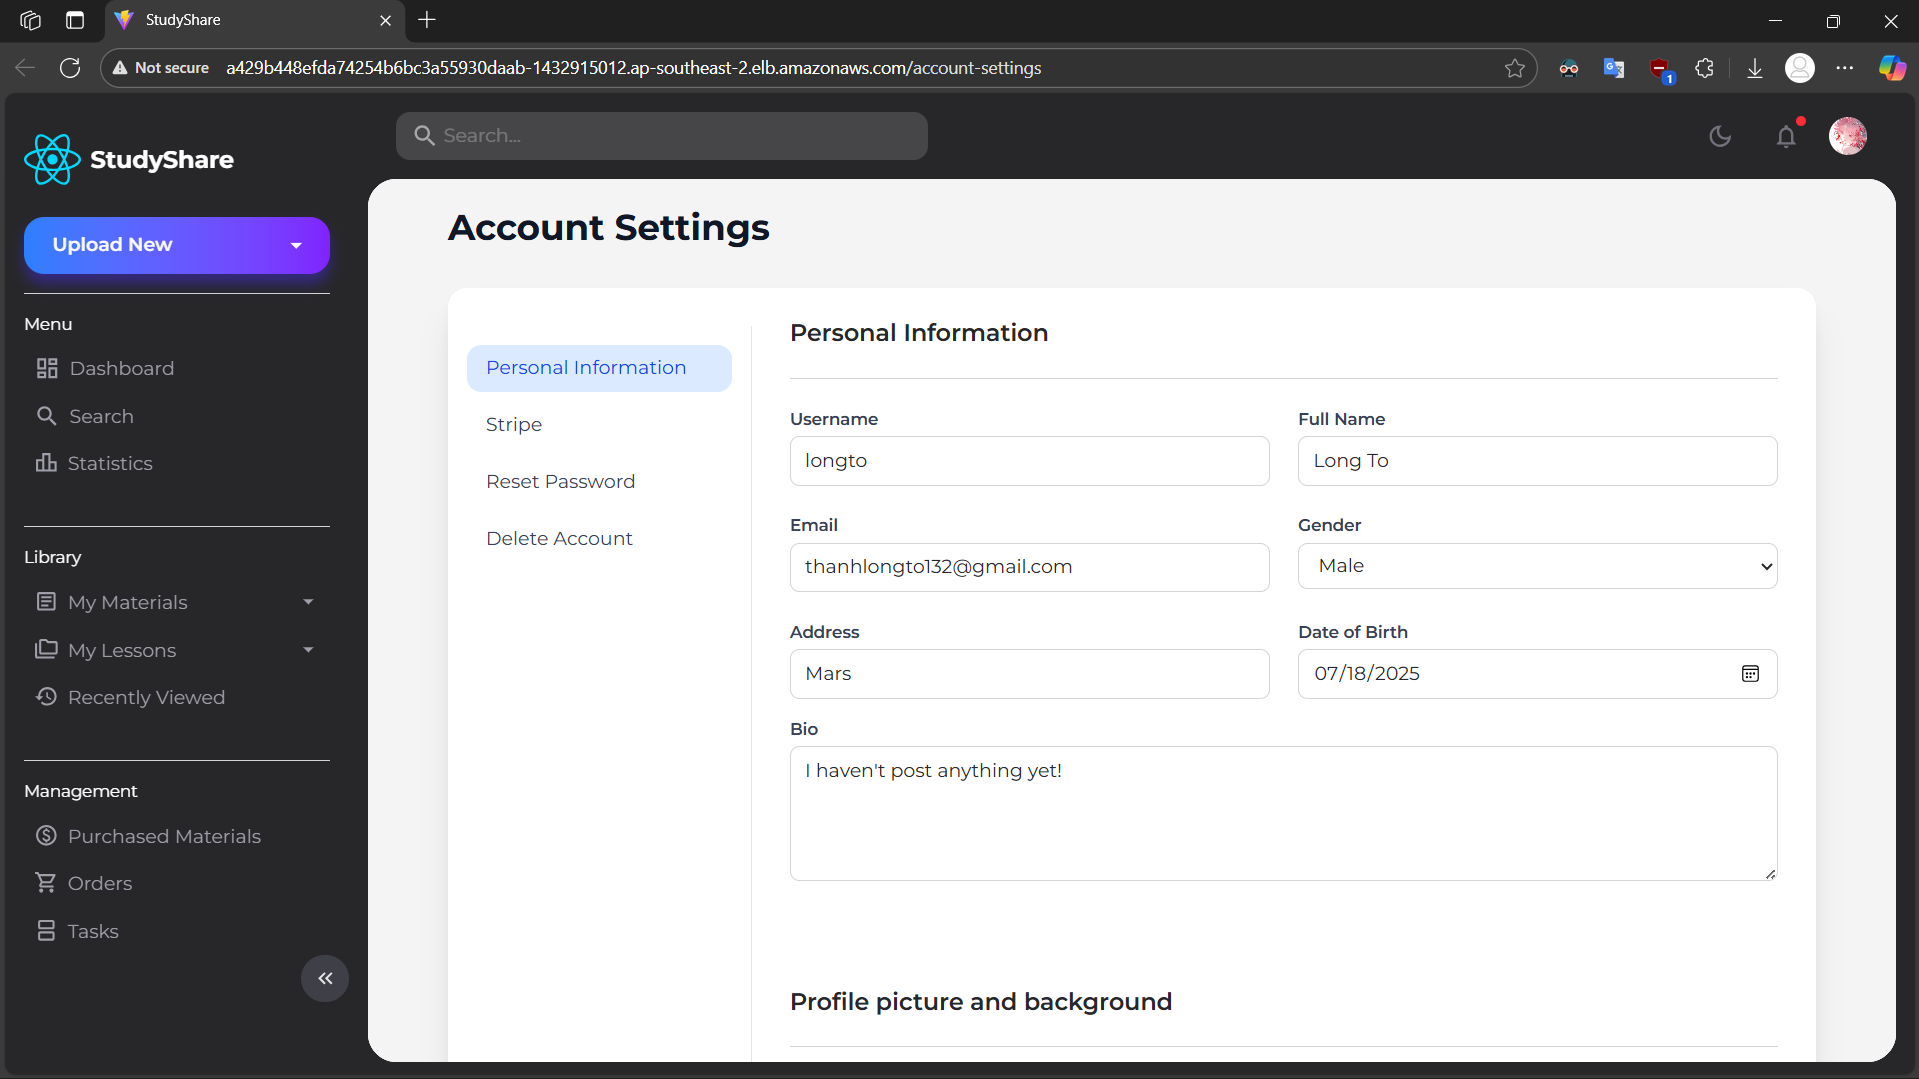 StudyShare
Not secure
a429b448efda74254b6bc3a55930daab-1432915012.ap-southeast-2.elb.amazonaws.com/account-settings
1
StudyShare
Search...
Upload New
Menu
Dashboard
Search
Statistics
Library
My Materials
My Lessons
Recently Viewed
Management
Purchased Materials
Orders
Tasks
Account Settings
Personal Information
Stripe
Reset Password
Delete Account
Personal Information
Username
longto
Full Name
Long To
Email
thanhlongto132@gmail.com
Gender
Male
Address
Mars
Date of Birth
07/18/2025
Bio
I haven't post anything yet!
Profile picture and background